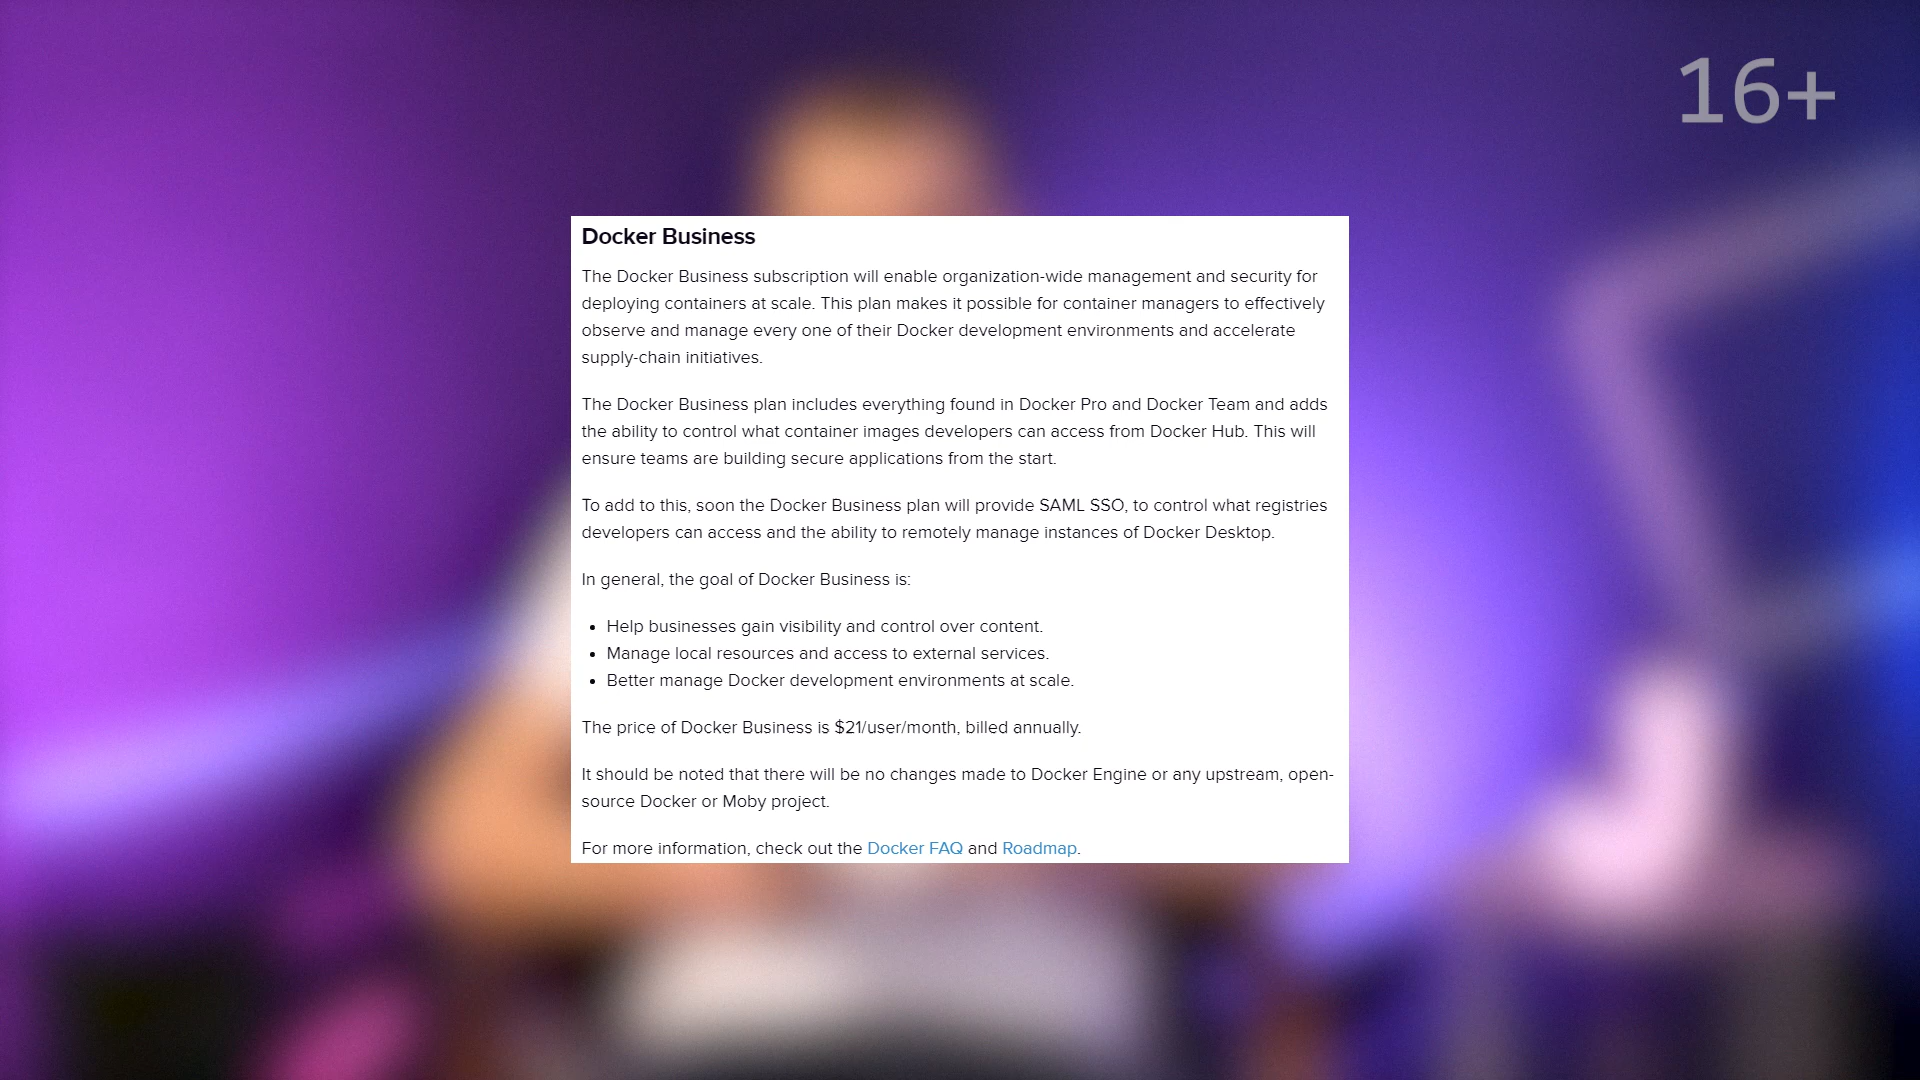 16+
Docker Business
The Docker Business subscription will enable organization-wide management and security for
deploying containers at scale. This plan makes it possible for container managers to effectively
observe and manage every one of their Docker development environments and accelerate
supply-chain initiatives.
The Docker Business plan includes everything found in Docker Pro and Docker Team and adds
the ability to control what container images developers can access from Docker Hub. This will
ensure teams are building secure applications from the start.
To add to this, soon the Docker Business plan will provide SAML SSO, to control what registries
developers can access and the ability to remotely manage instances of Docker Desktop.
In general, the goal of Docker Business is:
• Help businesses gain visibility and control over content.
• Manage local resources and access to external services.
• Better manage Docker development environments at scale.
The price of Docker Business is $21/user/month, billed annually.
It should be noted that there will be no changes made to Docker Engine or any upstream, open-
source Docker or Moby project.
For more information, check out the Docker FAQ and Roadmap.